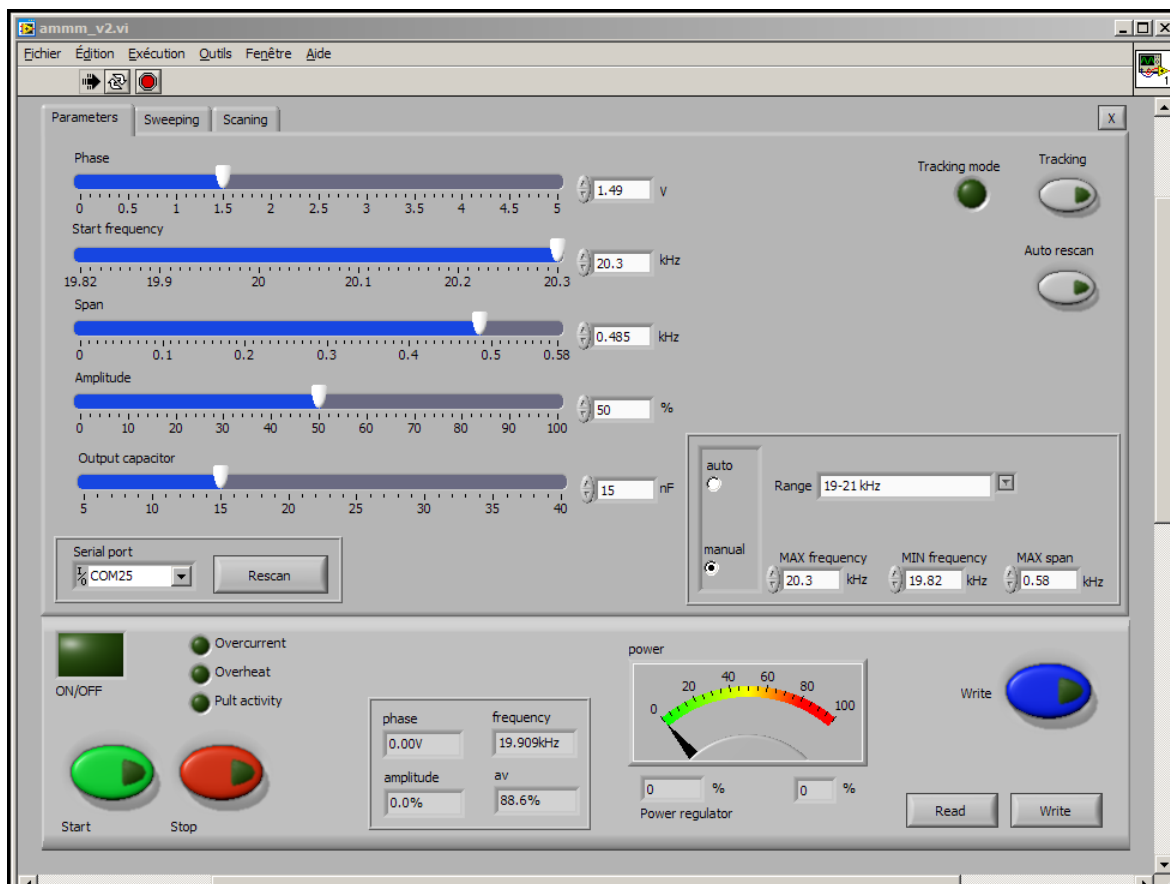 ammm_v2.vi
Fichier Édition Exécution Outils Fenêtre Aide
1
Parameters Sweeping Scaning X
Phase
1.49 V
0 0.5 1 1.5 2 2.5 3 3.5 4 4.5 5
Tracking mode Tracking
Start frequency
20.3 kHz
19.82 19.9 20 20.1 20.2 20.3
Auto rescan
Span
0.485 kHz
0 0.1 0.2 0.3 0.4 0.5 0.58
Amplitude
50 %
0 10 20 30 40 50 60 70 80 90 100
Output capacitor
15 nF
5 10 15 20 25 30 35 40
auto
Range 19-21 kHz
manual
MAX frequency MIN frequency MAX span
20.3 kHz 19.82 kHz 0.58 kHz
Serial port
I/O COM25 Rescan
ON/OFF
Overcurrent
Overheat
Pult activity
Start Stop
phase frequency
0.00V 19.909kHz
amplitude av
0.0% 88.6%
power
0 20 40 60 80 100
0 % 0 %
Power regulator
Write
Read Write